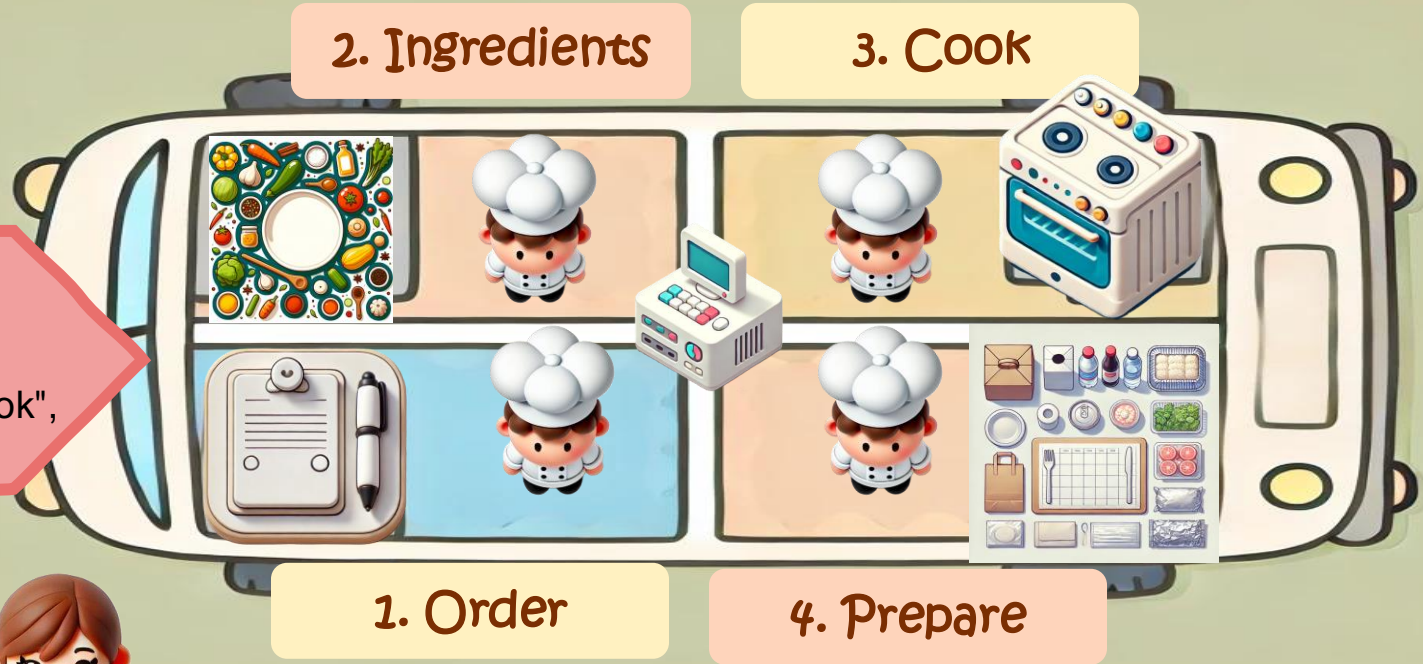 2. Ingredients
3. Cook
ok",
1. Order
4. Prepare